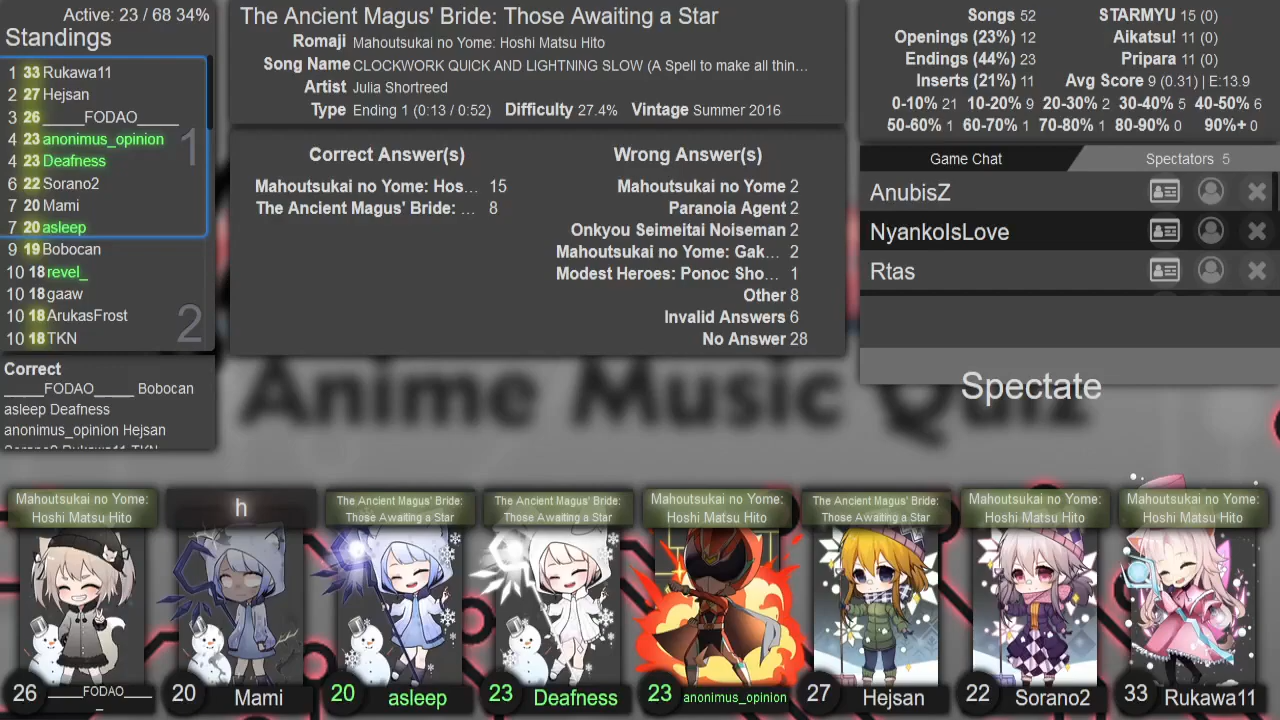 Active: 23 / 68 34%
Standings
1 33 Rukawa11
2 27 Hejsan
3 26 _____FODAO_____
4 23 anonimus_opinion
4 23 Deafness
1
6 22 Sorano2
7 20 Mami
7 20 asleep
9 19 Bobocan
10 18 revel_
10 18 gaaw
10 18 ArukasFrost
10 18 TKN
2
Correct
_____FODAO_____ Bobocan
asleep Deafness
anonimus_opinion Hejsan
Sorano2 Rukawa11 TKN
The Ancient Magus' Bride: Those Awaiting a Star
Romaji Mahoutsukai no Yome: Hoshi Matsu Hito
Song Name CLOCKWORK QUICK AND LIGHTNING SLOW (A Spell to make all thin…
Artist Julia Shortreed
Type Ending 1 (0:13 / 0:52) Difficulty 27.4% Vintage Summer 2016
Correct Answer(s)
Mahoutsukai no Yome: Hos… 15
The Ancient Magus' Bride: … 8
Wrong Answer(s)
Mahoutsukai no Yome 2
Paranoia Agent 2
Onkyou Seimeitai Noiseman 2
Mahoutsukai no Yome: Gak… 2
Modest Heroes: Ponoc Sho… 1
Other 8
Invalid Answers 6
No Answer 28
Songs 52 STARMYU 15 (0)
Openings (23%) 12 Aikatsu! 11 (0)
Endings (44%) 23 Pripara 11 (0)
Inserts (21%) 11 Avg Score 9 (0.31) | E:13.9
0-10% 21 10-20% 9 20-30% 2 30-40% 5 40-50% 6
50-60% 1 60-70% 1 70-80% 1 80-90% 0 90%+ 0
Game Chat Spectators 5
AnubisZ
NyankoIsLove
Rtas
Spectate
Anime Music Quiz
Mahoutsukai no Yome:
Hoshi Matsu Hito
h
The Ancient Magus' Bride:
Those Awaiting a Star
The Ancient Magus' Bride:
Those Awaiting a Star
Mahoutsukai no Yome:
Hoshi Matsu Hito
The Ancient Magus' Bride:
Those Awaiting a Star
Mahoutsukai no Yome:
Hoshi Matsu Hito
Mahoutsukai no Yome:
Hoshi Matsu Hito
26 _____FODAO_____
20 Mami
20 asleep
23 Deafness
23 anonimus_opinion
27 Hejsan
22 Sorano2
33 Rukawa11